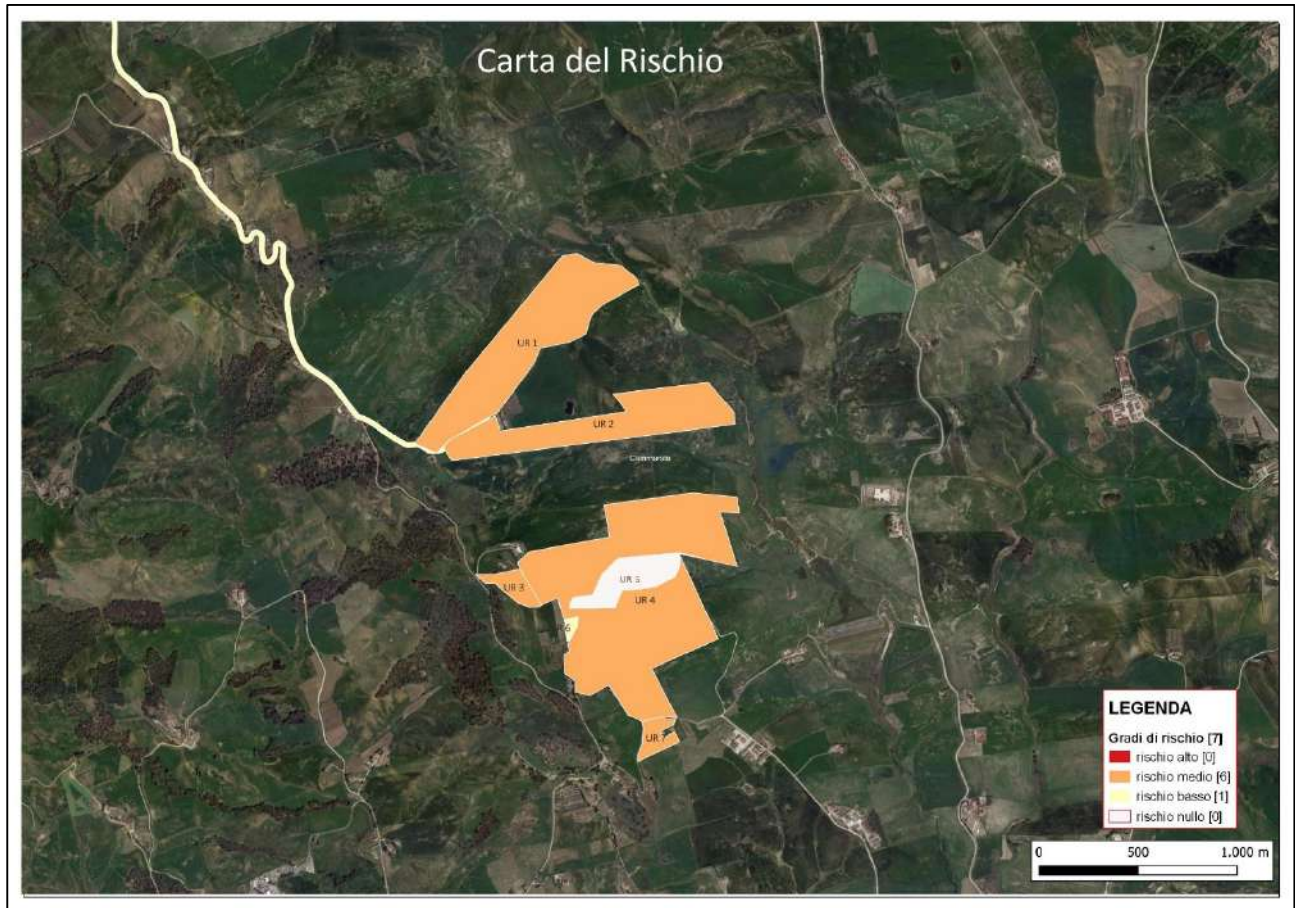 Carta del Rischio
UR 1
UR 2
UR 3
UR 5
UR 4
6
UR 7
LEGENDA
Gradi di rischio [7]
rischio alto [0]
rischio medio [6]
rischio basso [1]
rischio nullo [0]
0 500 1.000 m